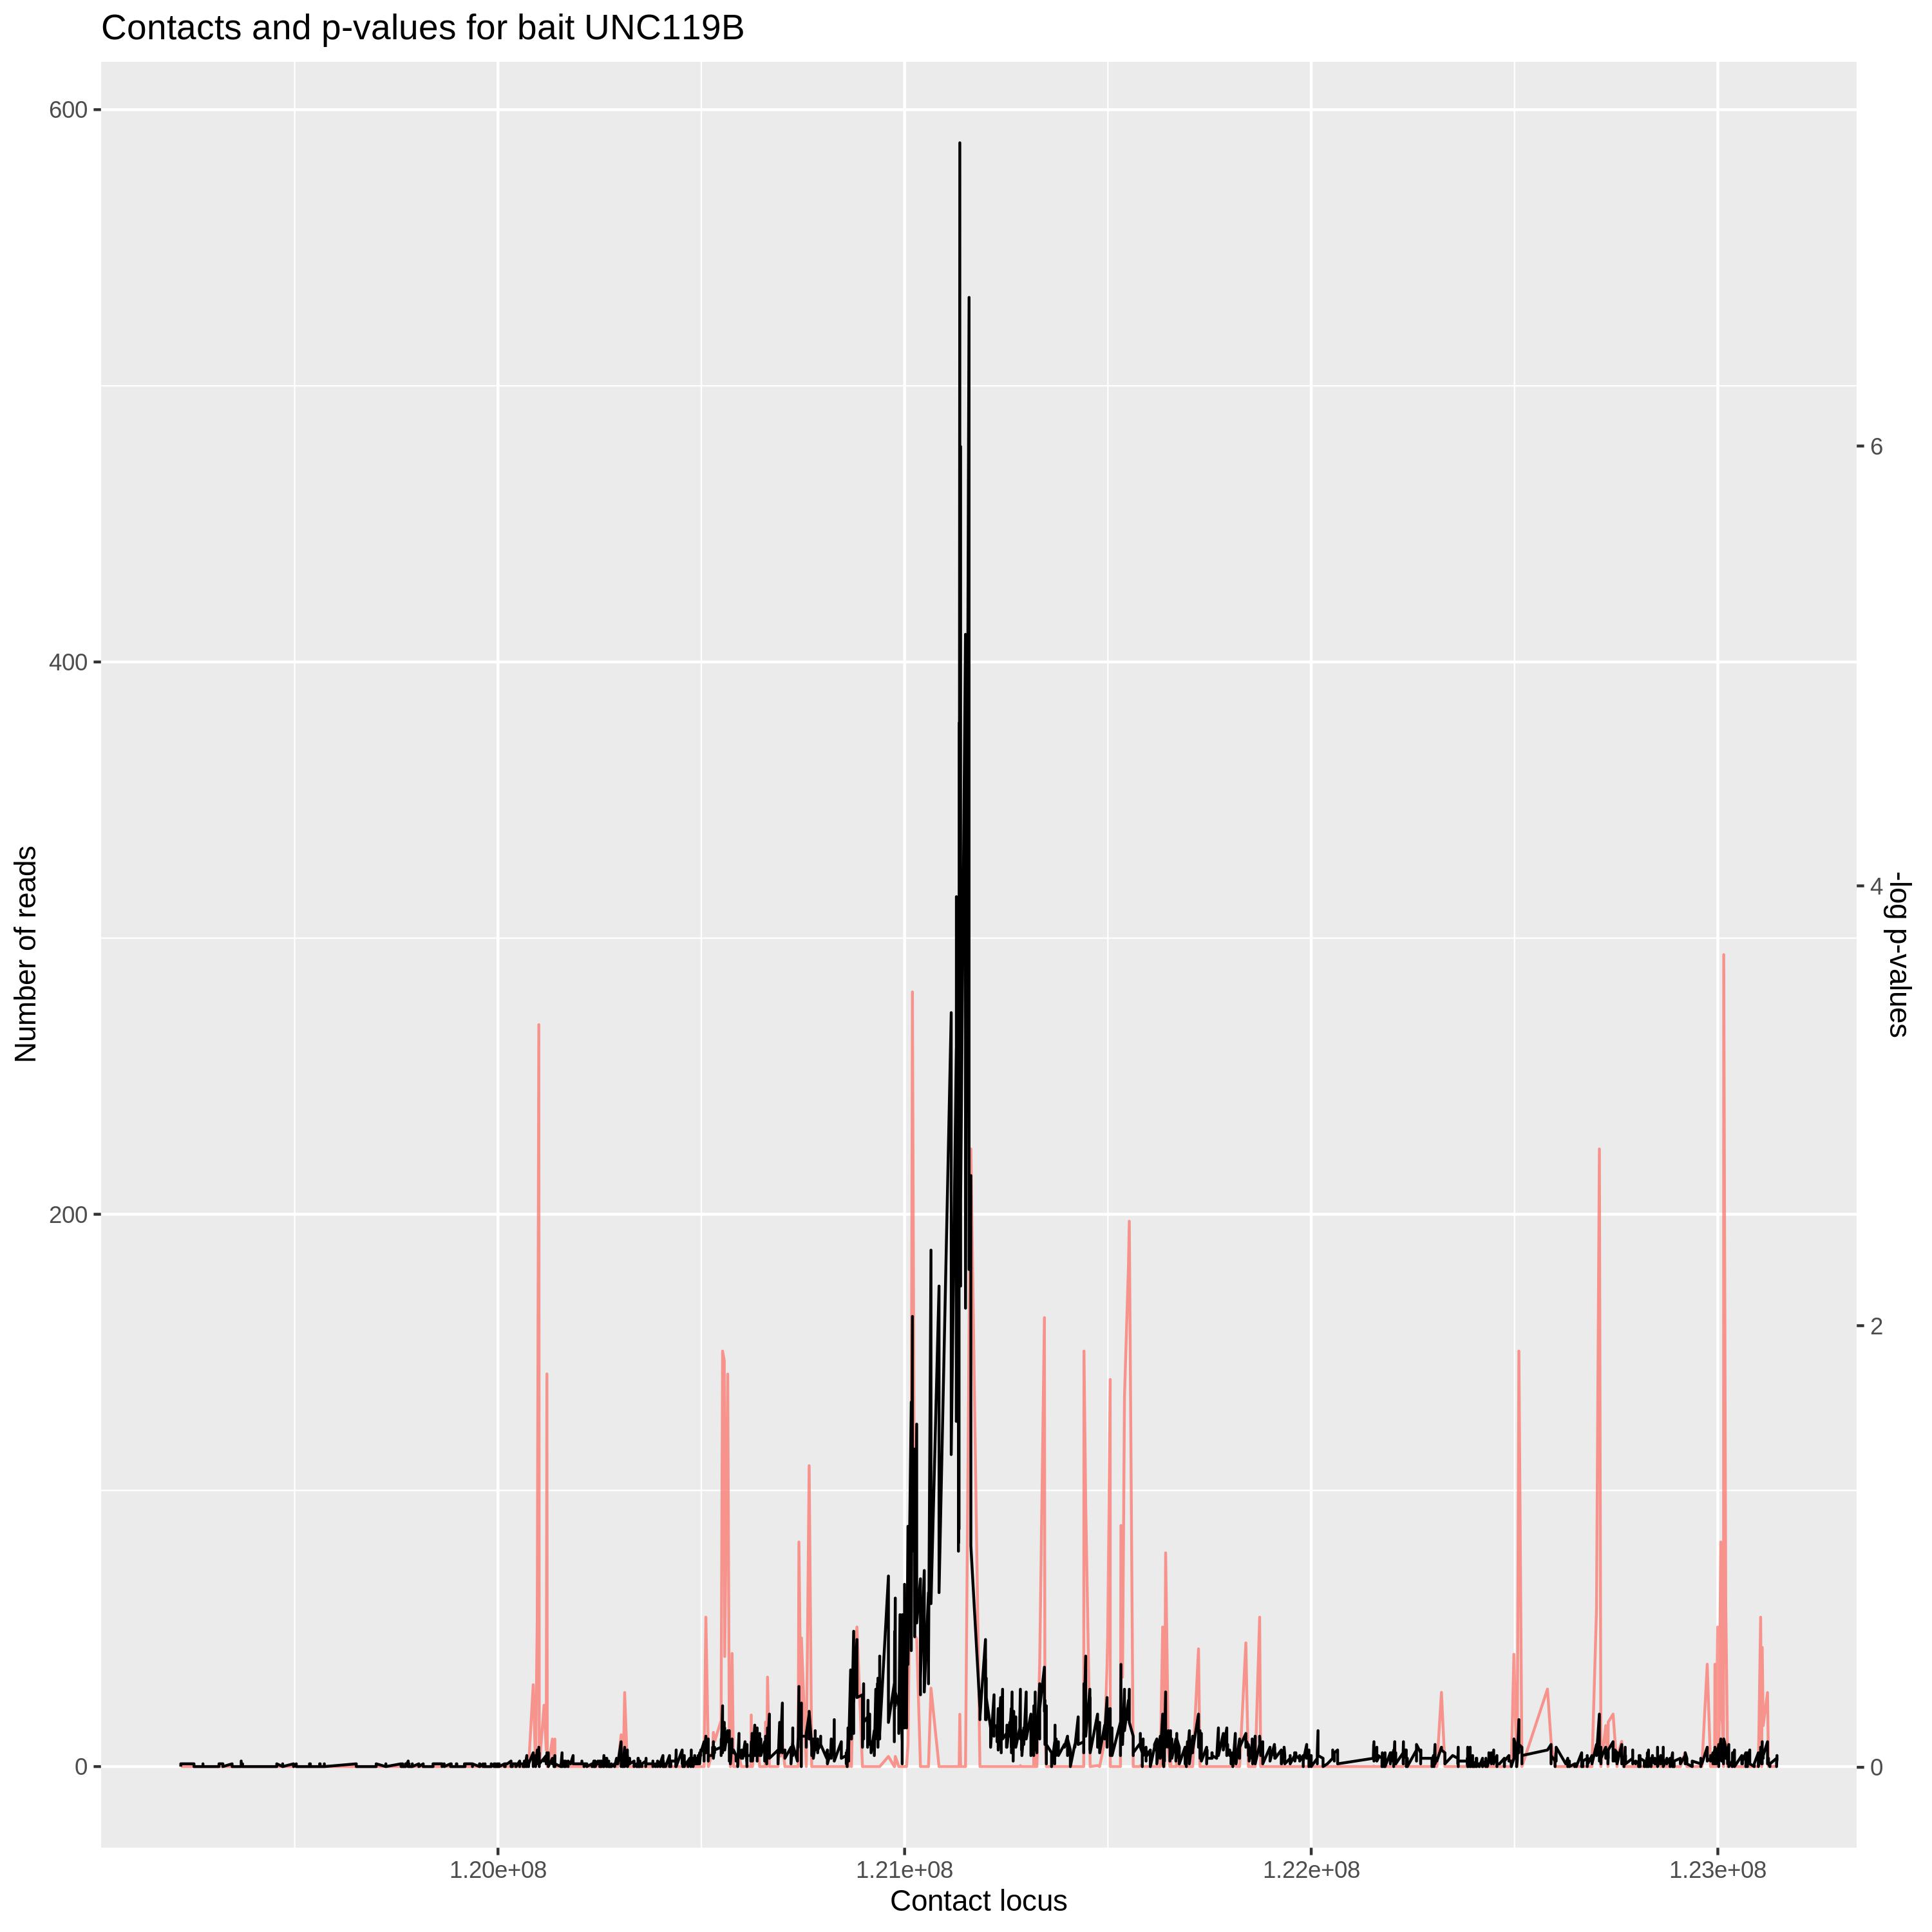 Contacts and p-values for bait UNC119B
600
400
200
0
Number of reads
6
4
2
0
-log p-values
1.20e+08
1.21e+08
1.22e+08
1.23e+08
Contact locus